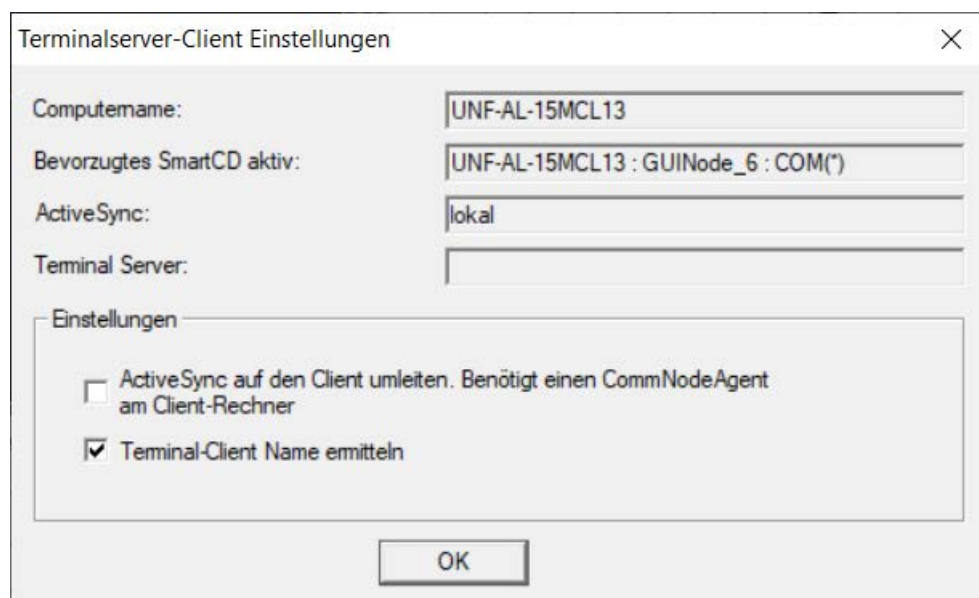 Terminalserver-Client Einstellungen
Computername:
UNF-AL-15MCL13
Bevorzugtes SmartCD aktiv:
UNF-AL-15MCL13 : GUINode_6 : COM(*)
ActiveSync:
lokal
Terminal Server:
Einstellungen
ActiveSync auf den Client umleiten. Benötigt einen CommNodeAgent
am Client-Rechner
Terminal-Client Name ermitteln
OK